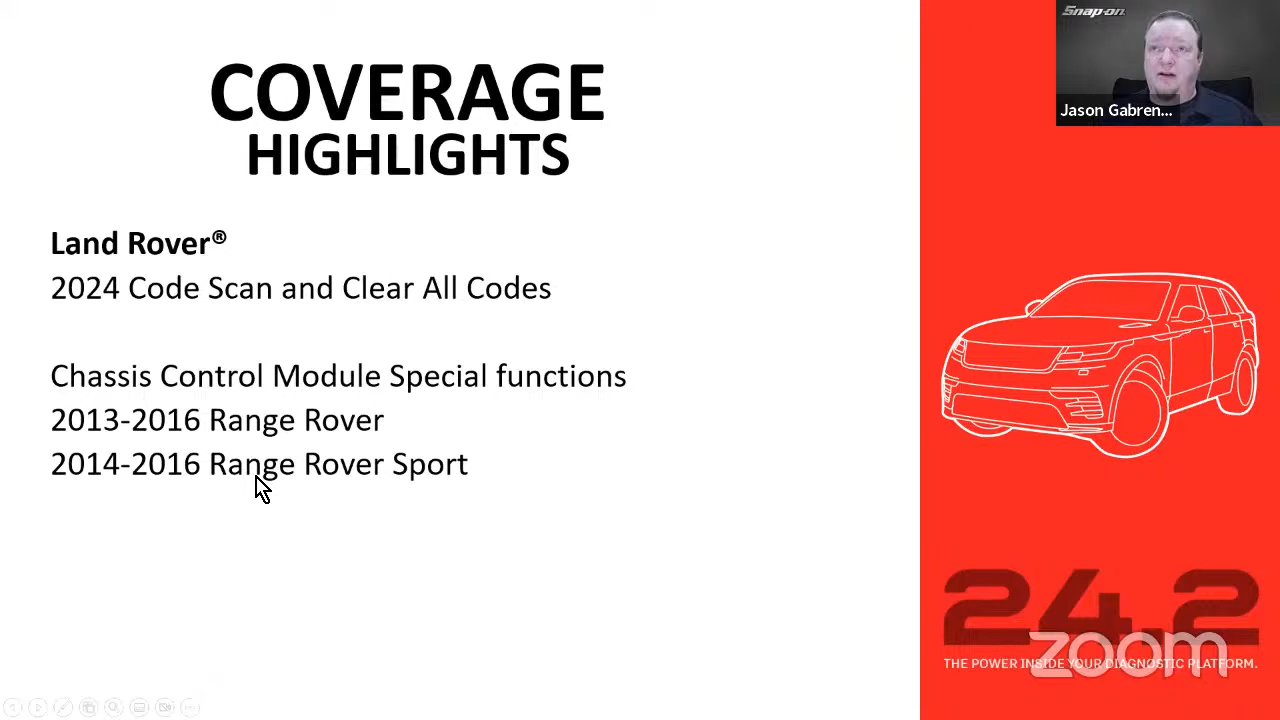 COVERAGE
HIGHLIGHTS
Land Rover®
2024 Code Scan and Clear All Codes
Chassis Control Module Special functions
2013-2016 Range Rover
2014-2016 Range Rover Sport
Snap-on
Jason Gabren...
24.2
zoom
THE POWER INSIDE YOUR DIAGNOSTIC PLATFORM.